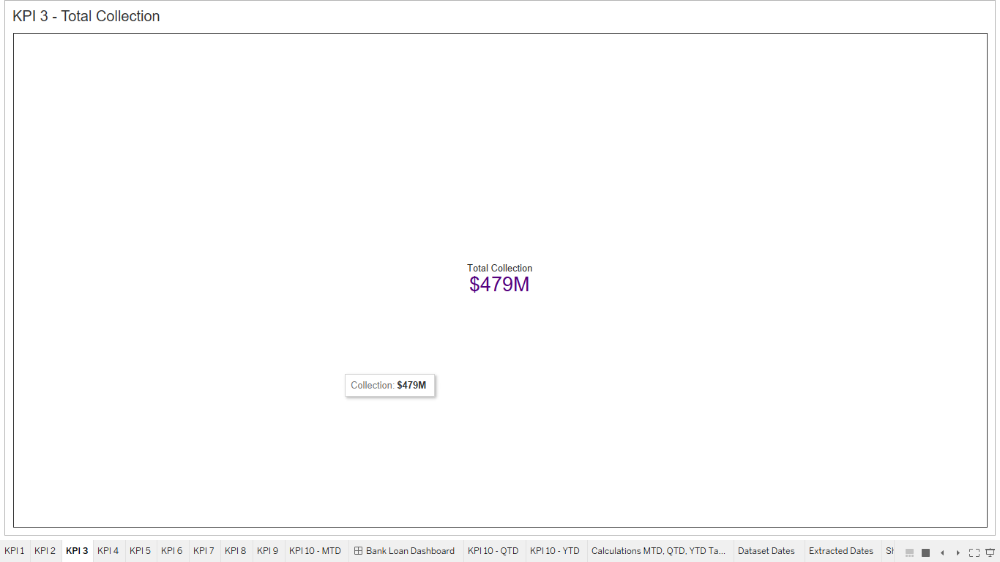 KPI 3 - Total Collection
Total Collection
$479M
Collection: $479M
KPI 1 KPI 2 KPI 3 KPI 4 KPI 5 KPI 6 KPI 7 KPI 8 KPI 9 KPI 10 - MTD Bank Loan Dashboard KPI 10 - QTD KPI 10 - YTD Calculations MTD, QTD, YTD Ta... Dataset Dates Extracted Dates